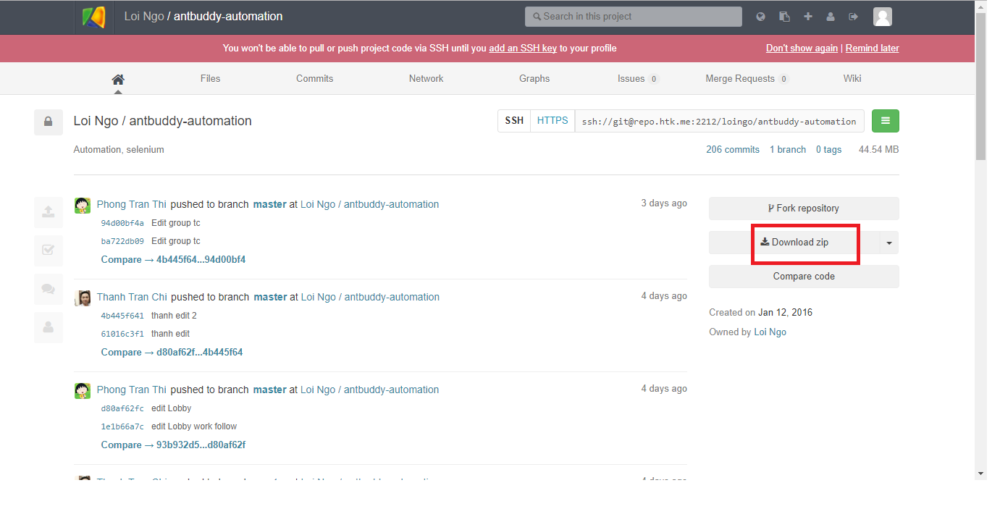 Loi Ngo / antbuddy-automation
Search in this project
You won't be able to pull or push project code via SSH until you add an SSH key to your profile
Don't show again | Remind later
Files
Commits
Network
Graphs
Issues 0
Merge Requests 0
Wiki
Loi Ngo / antbuddy-automation
SSH
HTTPS
ssh://git@repo.htk.me:2212/loingo/antbuddy-automation
Automation, selenium
206 commits
1 branch
0 tags
44.54 MB
Phong Tran Thi pushed to branch master at Loi Ngo / antbuddy-automation
3 days ago
94d00bf4a Edit group tc
ba722db09 Edit group tc
Compare → 4b445f64...94d00bf4
Thanh Tran Chi pushed to branch master at Loi Ngo / antbuddy-automation
4 days ago
4b445f641 thanh edit 2
61016c3f1 thanh edit
Compare → d80af62f...4b445f64
Phong Tran Thi pushed to branch master at Loi Ngo / antbuddy-automation
4 days ago
d80af62fc edit Lobby
1e1b66a7c edit Lobby work follow
Compare → 93b932d5...d80af62f
Fork repository
Download zip
Compare code
Created on Jan 12, 2016
Owned by Loi Ngo